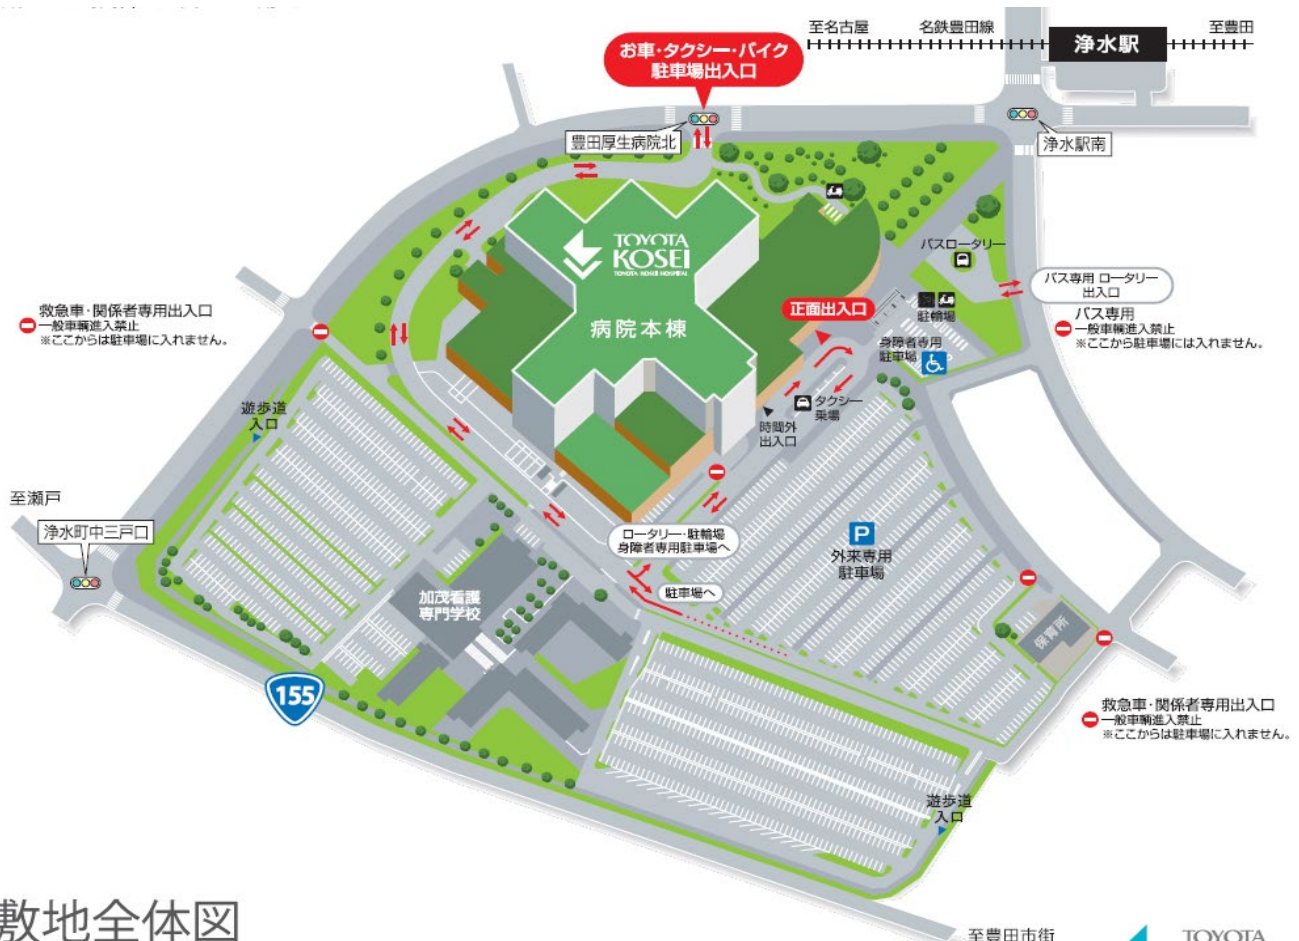 至名古屋
名鉄豊田線
浄水駅
至豊田
お車・タクシー・バイク
駐車場出入口
豊田厚生病院北
浄水駅南
TOYOTA
KOSEI
TOYOTA KOSEI HOSPITAL
病院本棟
バスロータリー
バス専用 ロータリー
出入口
バス専用
一般車輌進入禁止
※ここから駐車場には入れません。
救急車・関係者専用出入口
一般車輌進入禁止
※ここからは駐車場に入れません。
正面出入口
駐輪場
身障者専用
駐車場
タクシー
乗場
時間外
出入口
遊歩道
入口
至瀬戸
浄水町中三戸口
ロータリー・駐輪場
身障者専用駐車場へ
駐車場へ
P
外来専用
駐車場
加茂看護
専門学校
保育所
155
救急車・関係者専用出入口
一般車輌進入禁止
※ここからは駐車場に入れません。
遊歩道
入口
敷地全体図
至豊田市街
TOYOTA